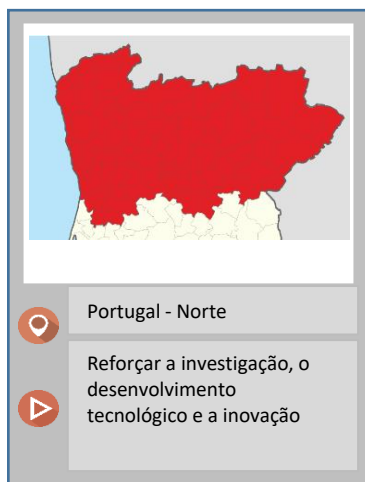 Portugal - Norte
Reforçar a investigação, o
desenvolvimento
tecnológico e a inovação